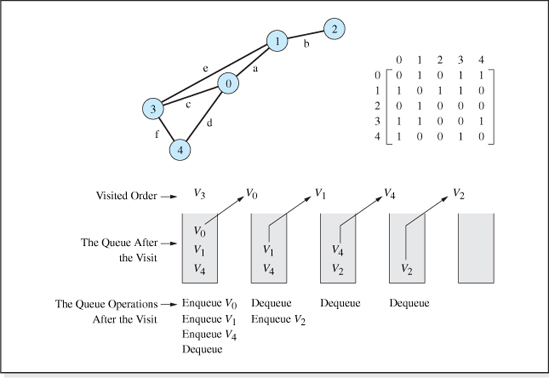 2
1
b
e
a
0
3
c
d
f
4
0 1 2 3 4
0 0 1 0 1 1
1 1 0 1 1 0
2 0 1 0 0 0
3 1 1 0 0 1
4 1 0 0 1 0
Visited Order V3 V0 V1 V4 V2
The Queue After
the Visit
V0
V1
V4
V1
V4
V4
V2
V2
The Queue Operations
After the Visit
Enqueue V0
Enqueue V1
Enqueue V4
Dequeue
Dequeue
Enqueue V2
Dequeue
Dequeue